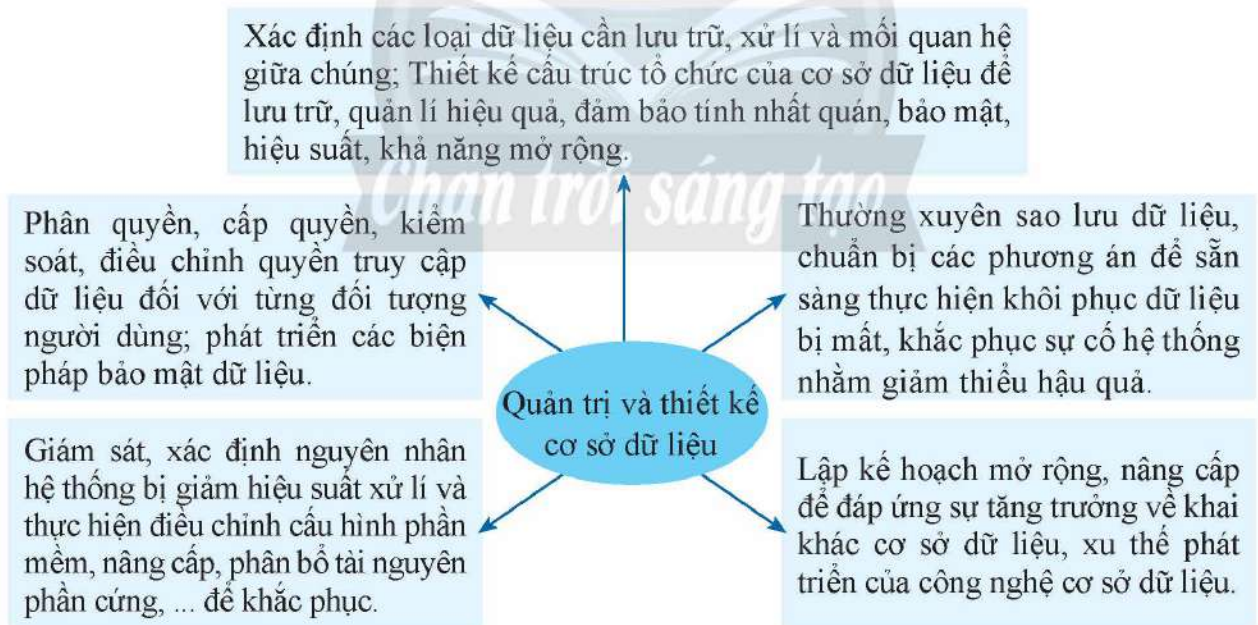 Xác định các loại dữ liệu cần lưu trữ, xử lí và mối quan hệ
giữa chúng; Thiết kế cấu trúc tổ chức của cơ sở dữ liệu để
lưu trữ, quản lí hiệu quả, đảm bảo tính nhất quán, bảo mật,
hiệu suất, khả năng mở rộng.
Chân trời sáng tạo
Phân quyền, cấp quyền, kiểm
soát, điều chỉnh quyền truy cập
dữ liệu đối với từng đối tượng
người dùng; phát triển các biện
pháp bảo mật dữ liệu.
Thường xuyên sao lưu dữ liệu,
chuẩn bị các phương án để sẵn
sàng thực hiện khôi phục dữ liệu
bị mất, khắc phục sự cố hệ thống
nhằm giảm thiểu hậu quả.
Quản trị và thiết kế
cơ sở dữ liệu
Giám sát, xác định nguyên nhân
hệ thống bị giảm hiệu suất xử lí và
thực hiện điều chỉnh cấu hình phần
mềm, nâng cấp, phân bổ tài nguyên
phần cứng, ... để khắc phục.
Lập kế hoạch mở rộng, nâng cấp
để đáp ứng sự tăng trưởng về khai
khác cơ sở dữ liệu, xu thế phát
triển của công nghệ cơ sở dữ liệu.